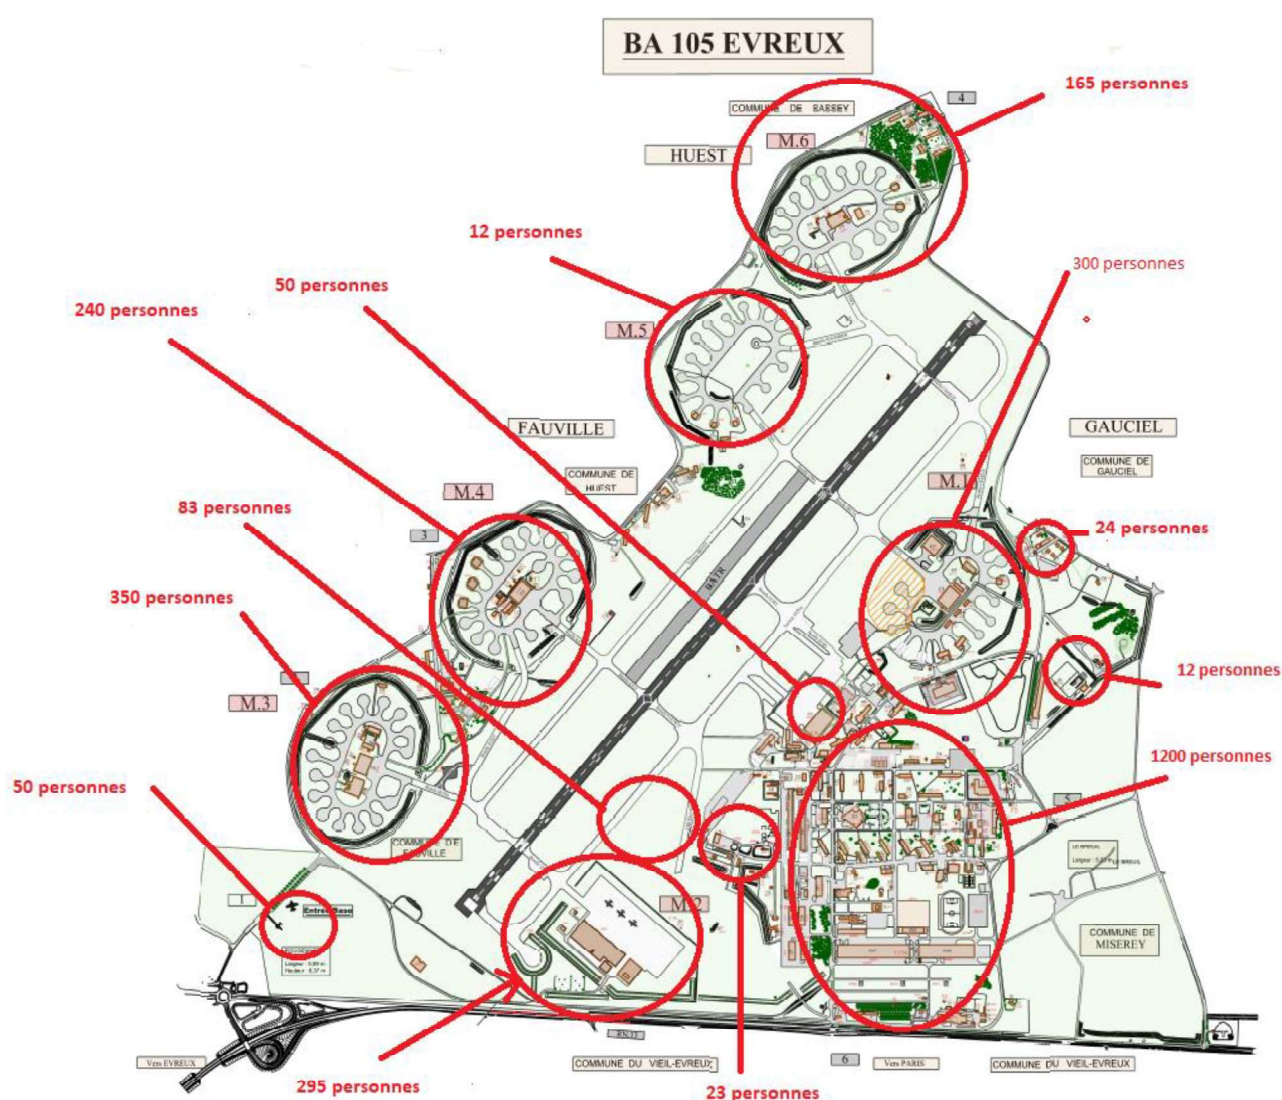 BA 105 EVREUX
165 personnes
4
COMMUNE DE SASSEY
M.6
HUEST
12 personnes
300 personnes
50 personnes
240 personnes
M.5
FAUVILLE
GAUCIEL
COMMUNE DE
HUEST
COMMUNE DE
GAUCIEL
M.1
M.4
83 personnes
24 personnes
3
350 personnes
12 personnes
M.3
1200 personnes
50 personnes
COMMUNE DE
FAUVILLE
1
Entrée Base
M.2
COMMUNE DE
MISEREY
Vers EVREUX
COMMUNE DU VIEIL-EVREUX
6
Vers PARIS
COMMUNE DU VIEIL-EVREUX
295 personnes
23 personnes